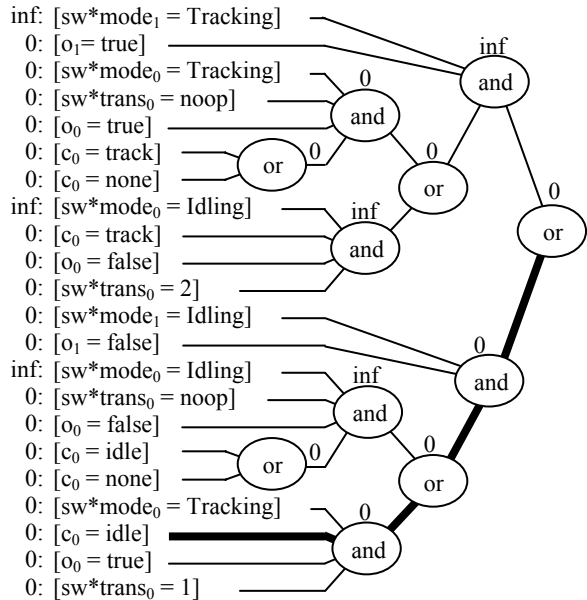 inf: [sw*mode₁ = Tracking]
inf
0: [o₁= true]
and
0: [sw*mode₀ = Tracking]
0
0: [sw*trans₀ = noop]
and
0: [o₀ = true]
0
0: [c₀ = track]
or
0
0: [c₀ = none]
or
0
inf: [sw*mode₀ = Idling]
inf
or
0: [c₀ = track]
and
0: [o₀ = false]
0: [sw*trans₀ = 2]
0: [sw*mode₁ = Idling]
0
0: [o₁ = false]
and
inf: [sw*mode₀ = Idling]
inf
0: [sw*trans₀ = noop]
and
0: [o₀ = false]
0
0: [c₀ = idle]
or
0
0: [c₀ = none]
or
0: [sw*mode₀ = Tracking]
0
0: [c₀ = idle]
and
0: [o₀ = true]
0: [sw*trans₀ = 1]